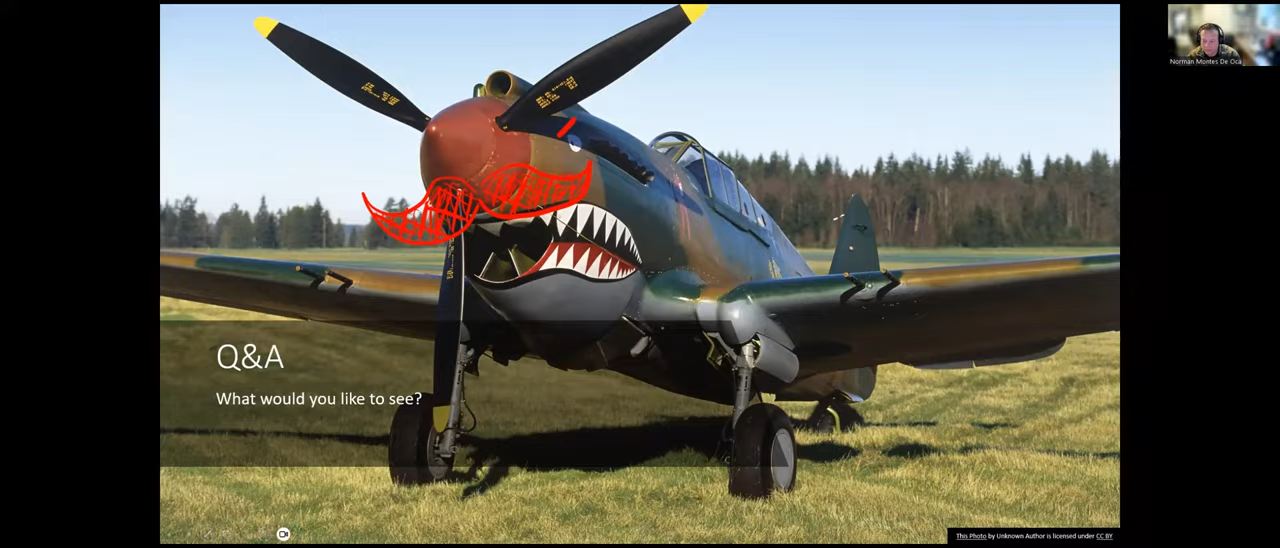 Norman Montes De Oca
Q&A
What would you like to see?
This Photo by Unknown Author is licensed under CC BY